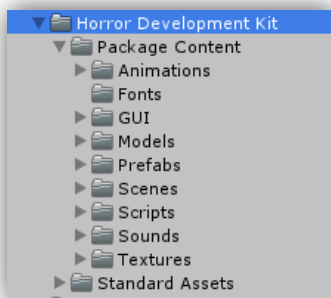 Horror Development Kit
Package Content
Animations
Fonts
GUI
Models
Prefabs
Scenes
Scripts
Sounds
Textures
Standard Assets